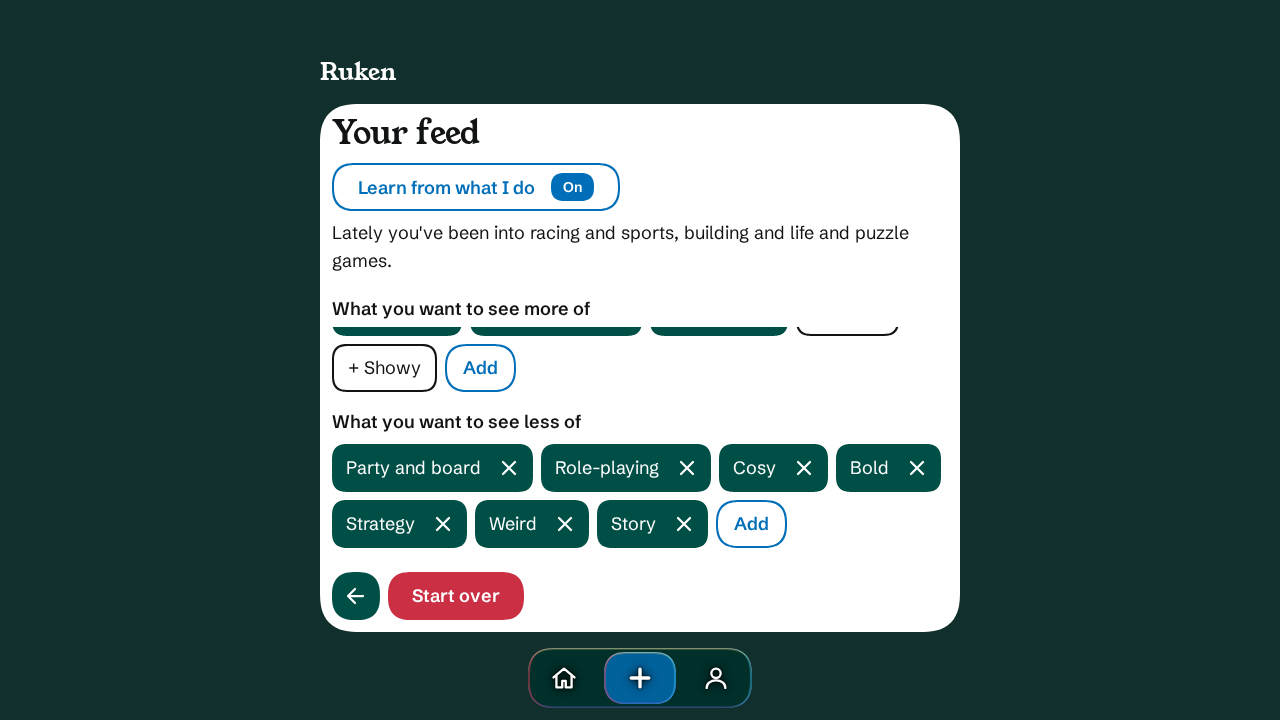 Ruken
Your feed
Learn from what I do On
Lately you've been into racing and sports, building and life and puzzle
games.
What you want to see more of
+ Showy Add
What you want to see less of
Party and board Role-playing Cosy Bold
Strategy Weird Story Add
Start over